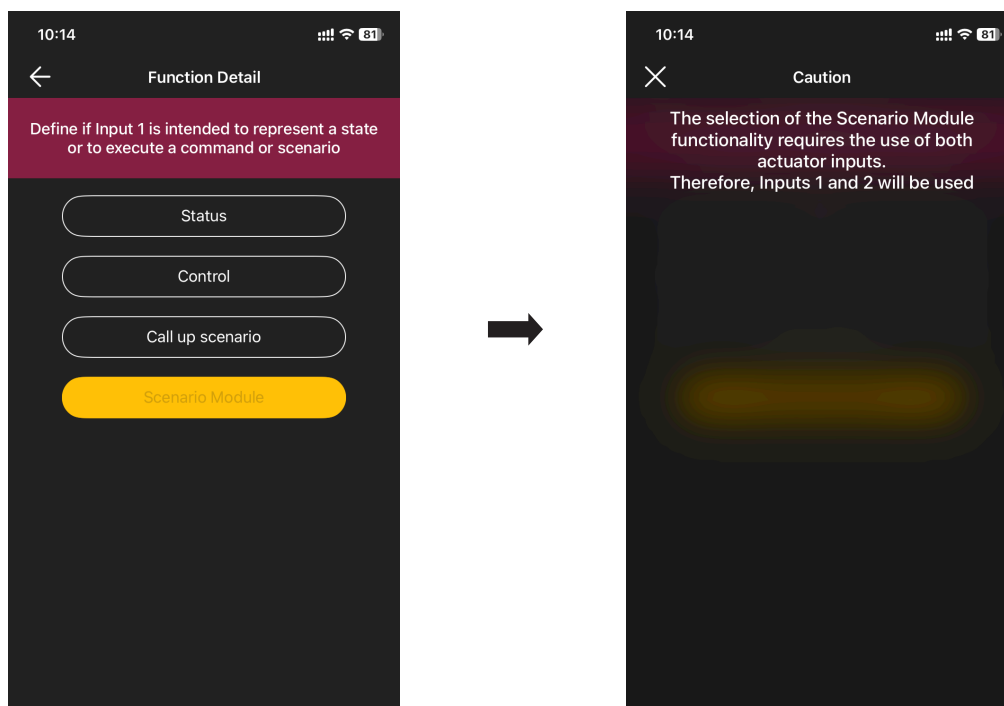 10:14
81
Function Detail
Define if Input 1 is intended to represent a state
or to execute a command or scenario
Status
Control
Call up scenario
Scenario Module
10:14
81
Caution
The selection of the Scenario Module
functionality requires the use of both
actuator inputs.
Therefore, Inputs 1 and 2 will be used